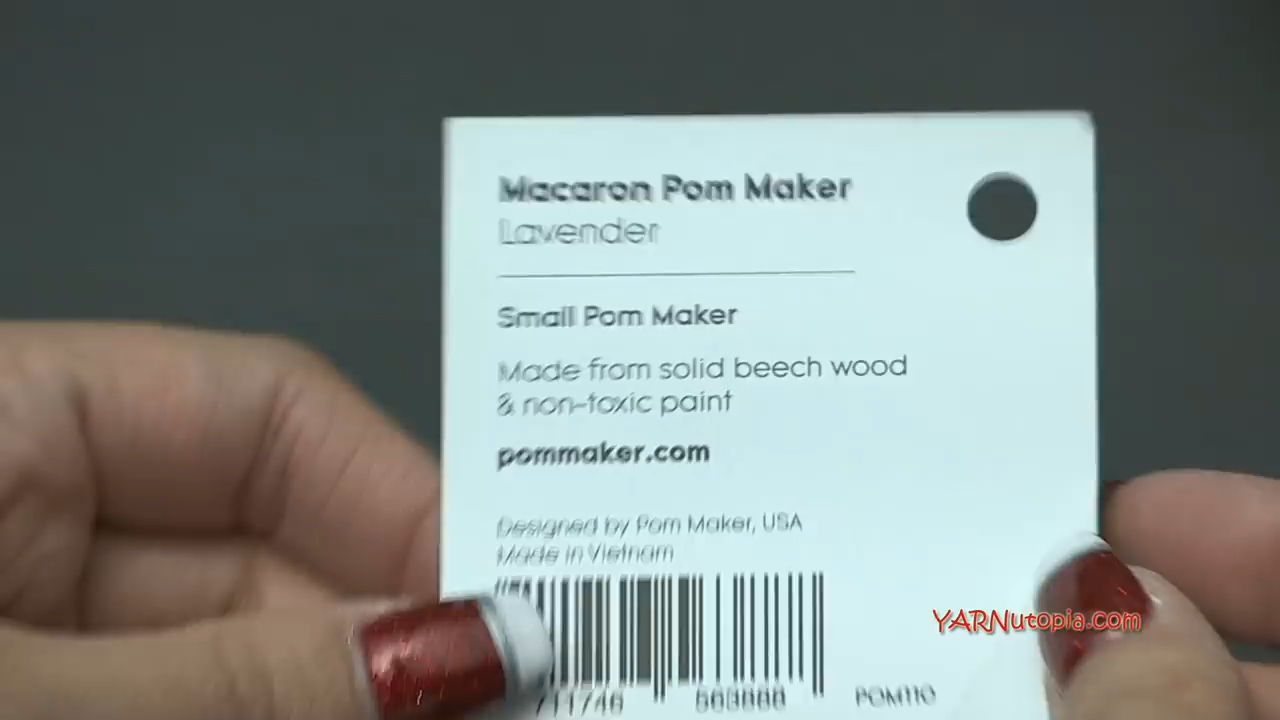 Macaron Pom Maker
Lavender
Small Pom Maker
Made from solid beech wood
& non-toxic paint
pommaker.com
Designed by Pom Maker, USA
Made in Vietnam
YARNutopia.com
POM110